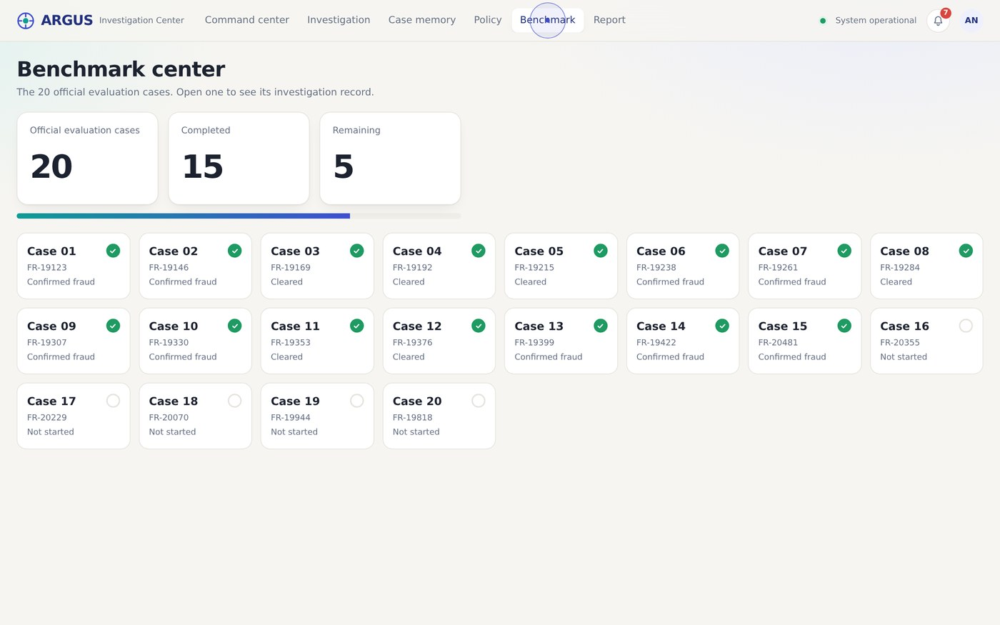 ARGUS Investigation Center Command center Investigation Case memory Policy Benchmark Report System operational 7 AN
Benchmark center
The 20 official evaluation cases. Open one to see its investigation record.
Official evaluation cases Completed Remaining
20 15 5
Case 01 Case 02 Case 03 Case 04 Case 05 Case 06 Case 07 Case 08
FR-19123 FR-19146 FR-19169 FR-19192 FR-19215 FR-19238 FR-19261 FR-19284
Confirmed fraud Confirmed fraud Cleared Cleared Cleared Confirmed fraud Confirmed fraud Cleared
Case 09 Case 10 Case 11 Case 12 Case 13 Case 14 Case 15 Case 16
FR-19307 FR-19330 FR-19353 FR-19376 FR-19399 FR-19422 FR-20481 FR-20355
Confirmed fraud Confirmed fraud Cleared Cleared Confirmed fraud Confirmed fraud Confirmed fraud Not started
Case 17 Case 18 Case 19 Case 20
FR-20229 FR-20070 FR-19944 FR-19818
Not started Not started Not started Not started